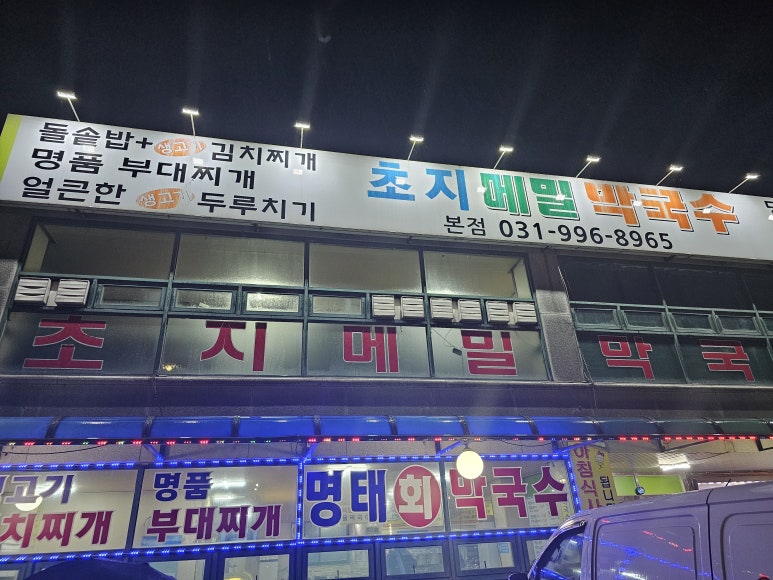 돌솥밥+생고기 김치찌개
명품 부대찌개
얼큰한 생고기 두루치기
초지메밀막국수
본점 031-996-8965
초지메밀막국
고기
치찌개
명품
부대찌개
명태회막국수
아침식사
됩니